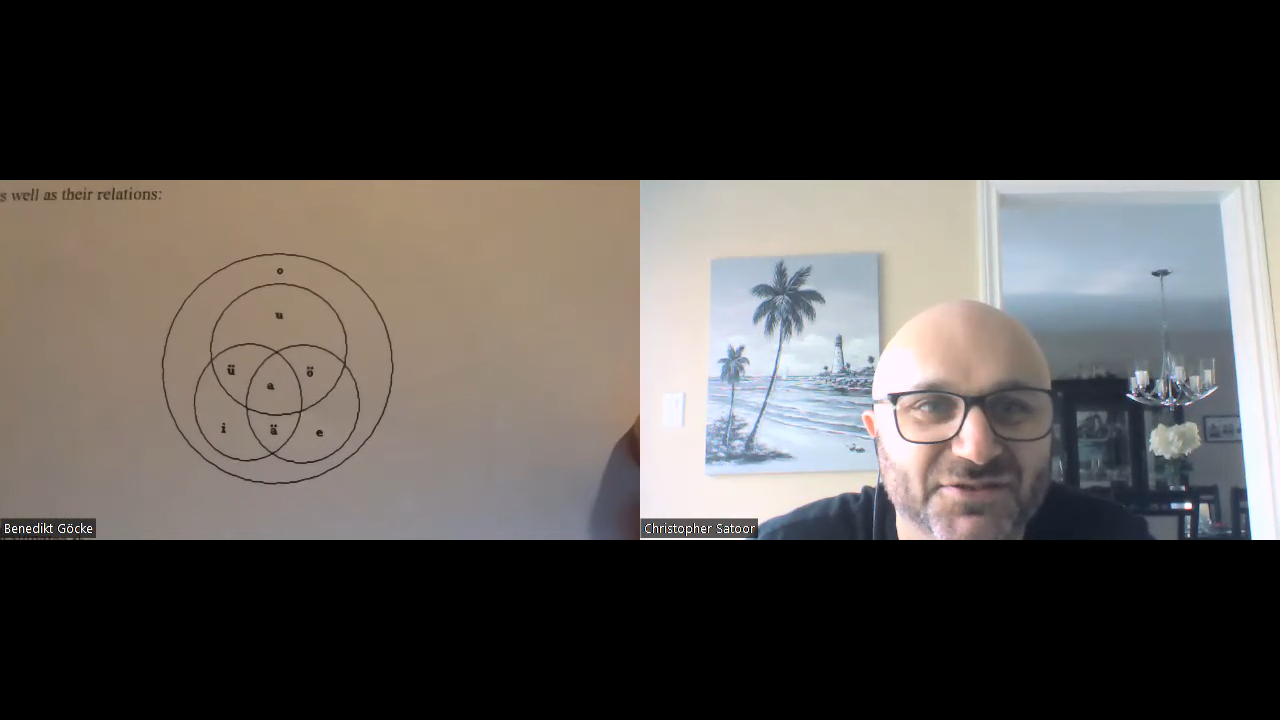 s well as their relations:
o
u
ü ö
a
i ä e
Benedikt Göcke
Christopher Satoor